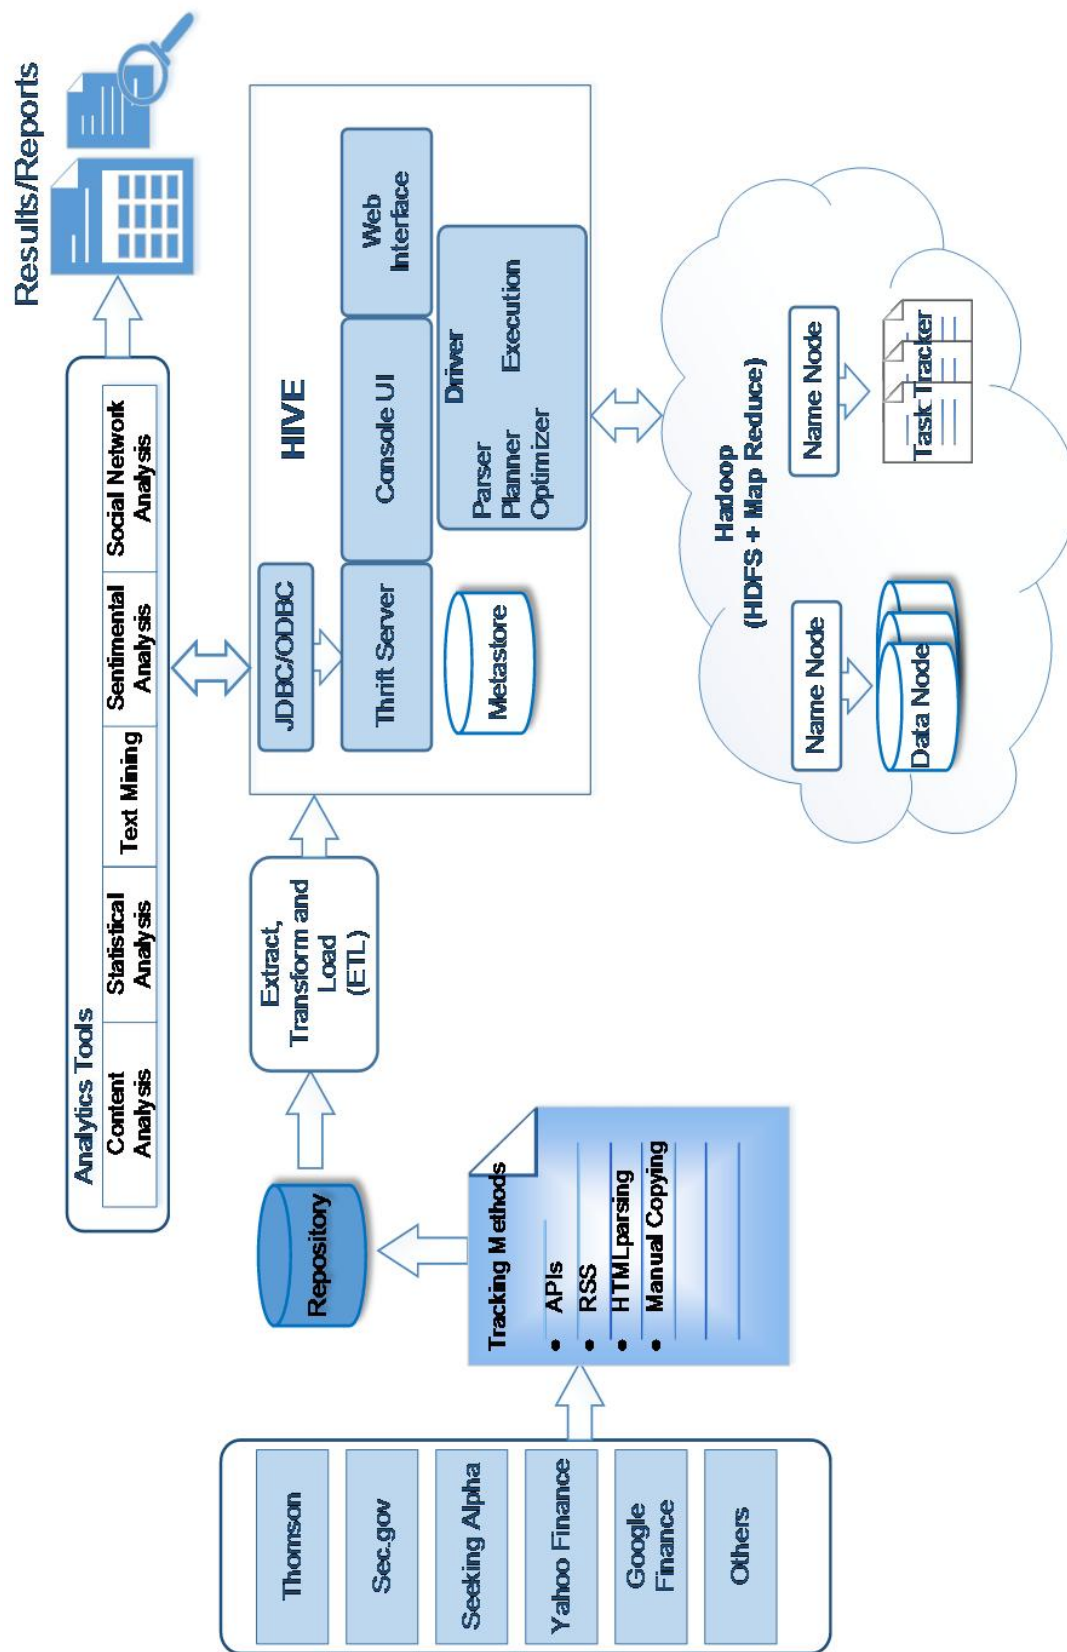 Thomson
Sec.gov
Seeking Alpha
Yahoo Finance
Google
Finance
Others
Tracking Methods
• APIs
• RSS
• HTMLparsing
• Manual Copying
Repository
Extract,
Transform and
Load
(ETL)
Analytics Tools
Content
Analysis
Statistical
Analysis
Text Mining
Sentimental
Analysis
Social Network
Analysis
Results/Reports
HIVE
JDBC/ODBC
Thrift Server
Console UI
Web
Interface
Metastore
Driver
Parser
Planner
Execution
Optimizer
Hadoop
(HDFS + Map Reduce)
Name Node
Data Node
Name Node
Task Tracker